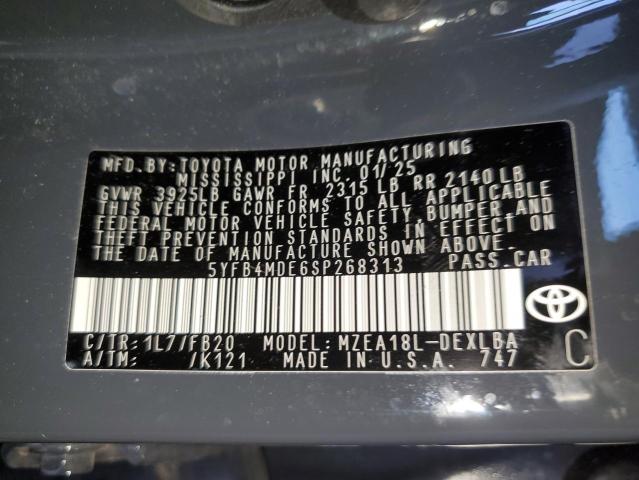 MFD.BY:TOYOTA MOTOR MANUFACTURING
MISSISSIPPI INC. 01/25
GVWR 3925LB GAWR FR 2315 LB RR 2140 LB
THIS VEHICLE CONFORMS TO ALL APPLICABLE
FEDERAL MOTOR VEHICLE SAFETY, BUMPER AND
THEFT PREVENTION STANDARDS IN EFFECT ON
THE DATE OF MANUFACTURE SHOWN ABOVE.
5YFB4MDE6SP268313 PASS.CAR
C/TR:1L7/FB20 MODEL:MZEA18L-DEXLBA
A/TM: /K121 MADE IN U.S.A. 747
C